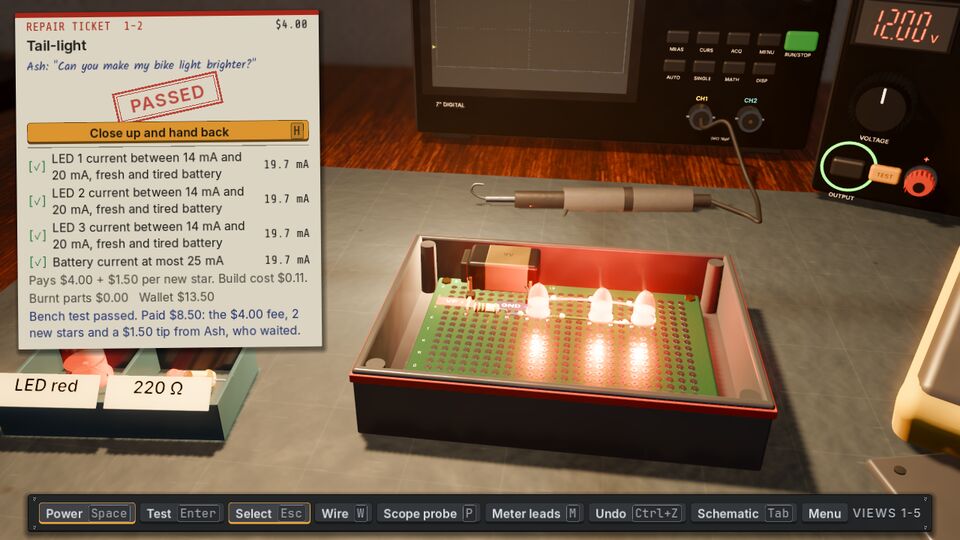 REPAIR TICKET 1-2 $4.00
Tail-light
Ash: "Can you make my bike light brighter?"
PASSED
Close up and hand back H
[✓] LED 1 current between 14 mA and 19.7 mA
20 mA, fresh and tired battery
[✓] LED 2 current between 14 mA and 19.7 mA
20 mA, fresh and tired battery
[✓] LED 3 current between 14 mA and 19.7 mA
20 mA, fresh and tired battery
[✓] Battery current at most 25 mA 19.7 mA
Pays $4.00 + $1.50 per new star. Build cost $0.11.
Burnt parts $0.00 Wallet $13.50
Bench test passed. Paid $8.50: the $4.00 fee, 2
new stars and a $1.50 tip from Ash, who waited.
MEAS CURS ACQ MENU RUN/STOP
AUTO SINGLE MATH DISP
7" DIGITAL
CH1 CH2
12.00 V
VOLTAGE
+
TEST
OUTPUT
9V
GND
LED red
220 Ω
Power Space Test Enter Select Esc Wire W Scope probe P Meter leads M Undo Ctrl+Z Schematic Tab Menu VIEWS 1-5